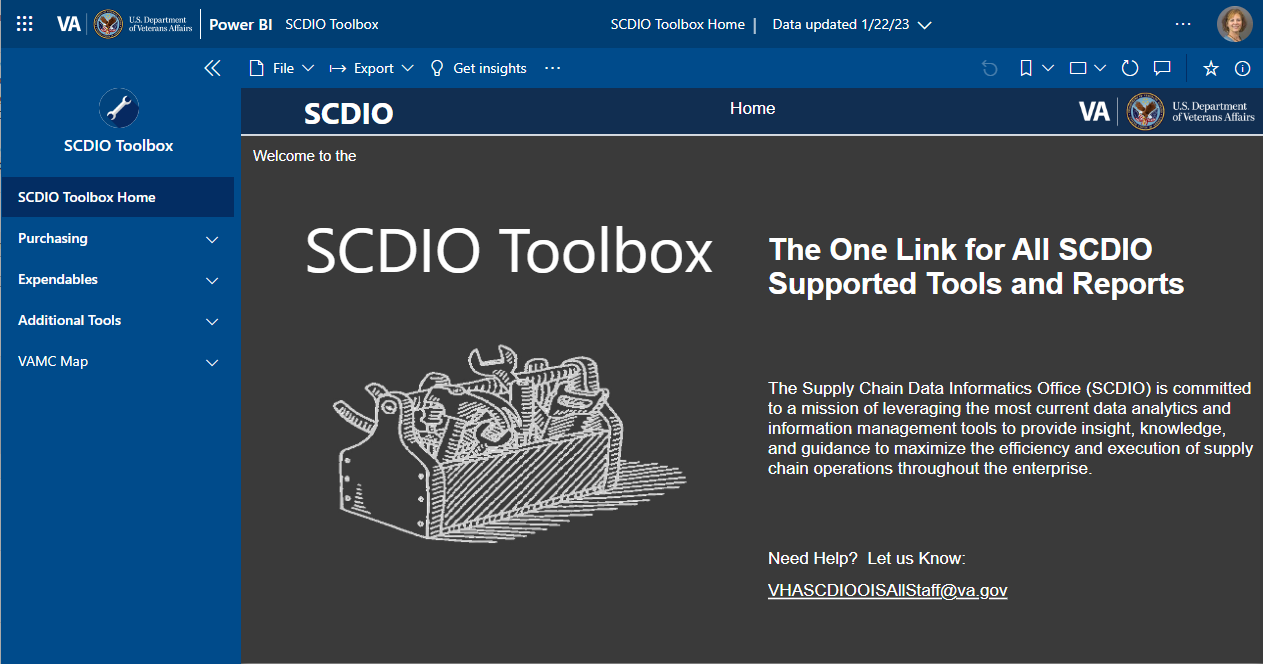 VA
U.S. Department
of Veterans Affairs
Power BI
SCDIO Toolbox
SCDIO Toolbox Home | Data updated 1/22/23
File
Export
Get insights
SCDIO Toolbox
SCDIO Toolbox Home
Purchasing
Expendables
Additional Tools
VAMC Map
SCDIO
Home
VA
U.S. Department
of Veterans Affairs
Welcome to the
SCDIO Toolbox
The One Link for All SCDIO
Supported Tools and Reports
The Supply Chain Data Informatics Office (SCDIO) is committed
to a mission of leveraging the most current data analytics and
information management tools to provide insight, knowledge,
and guidance to maximize the efficiency and execution of supply
chain operations throughout the enterprise.
Need Help?  Let us Know:
VHASCDIOOISAllStaff@va.gov